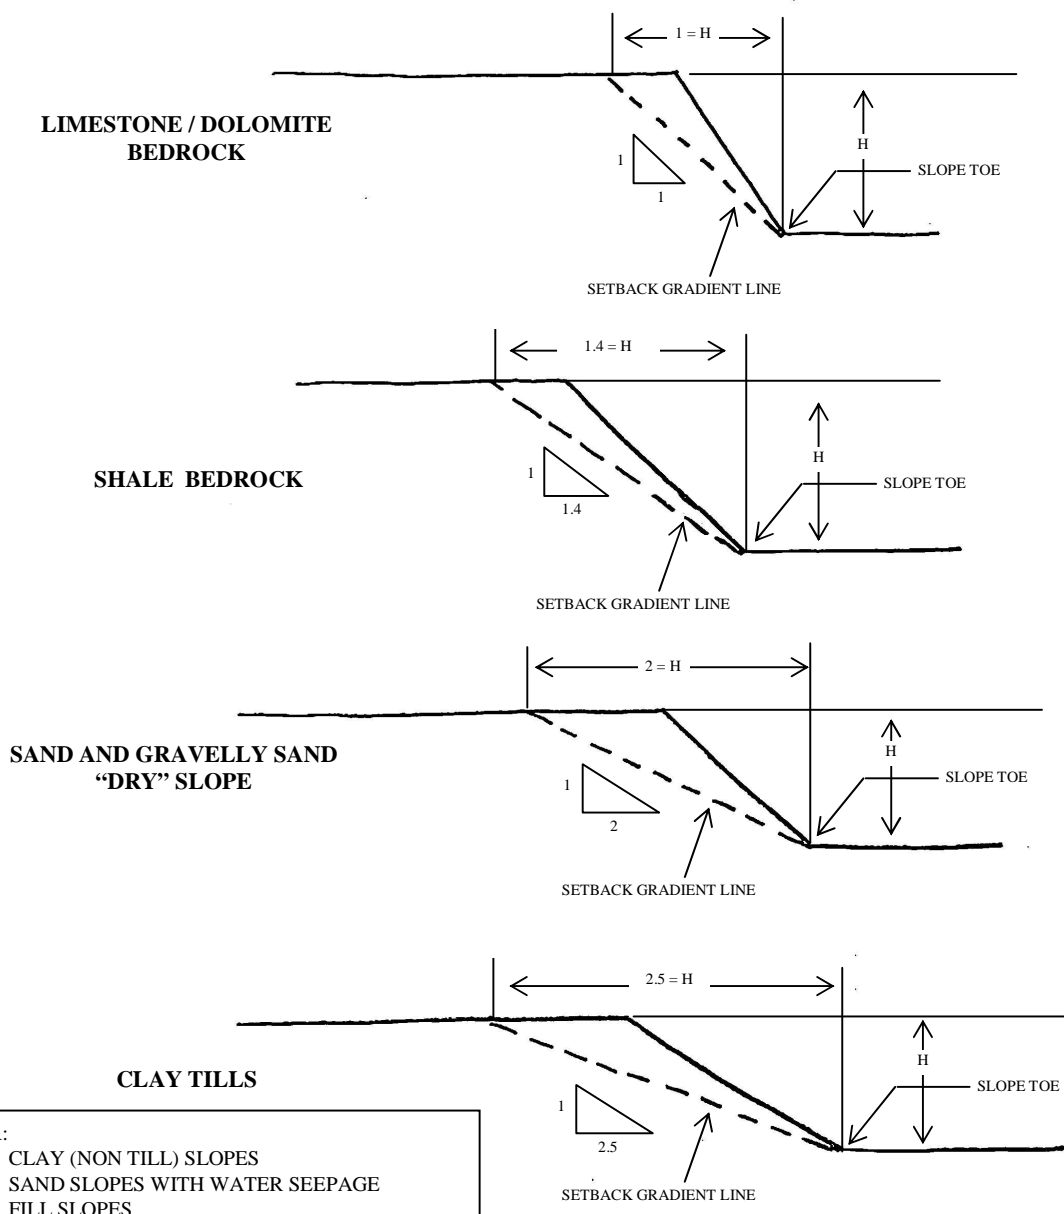 1 = H
LIMESTONE / DOLOMITE
BEDROCK
1
1
H
SLOPE TOE
SETBACK GRADIENT LINE
1.4 = H
SHALE BEDROCK
1
1.4
H
SLOPE TOE
SETBACK GRADIENT LINE
2 = H
SAND AND GRAVELLY SAND
“DRY” SLOPE
1
2
H
SLOPE TOE
SETBACK GRADIENT LINE
2.5 = H
CLAY TILLS
1
2.5
H
SLOPE TOE
SETBACK GRADIENT LINE
CLAY (NON TILL) SLOPES
SAND SLOPES WITH WATER SEEPAGE
FILL SLOPES